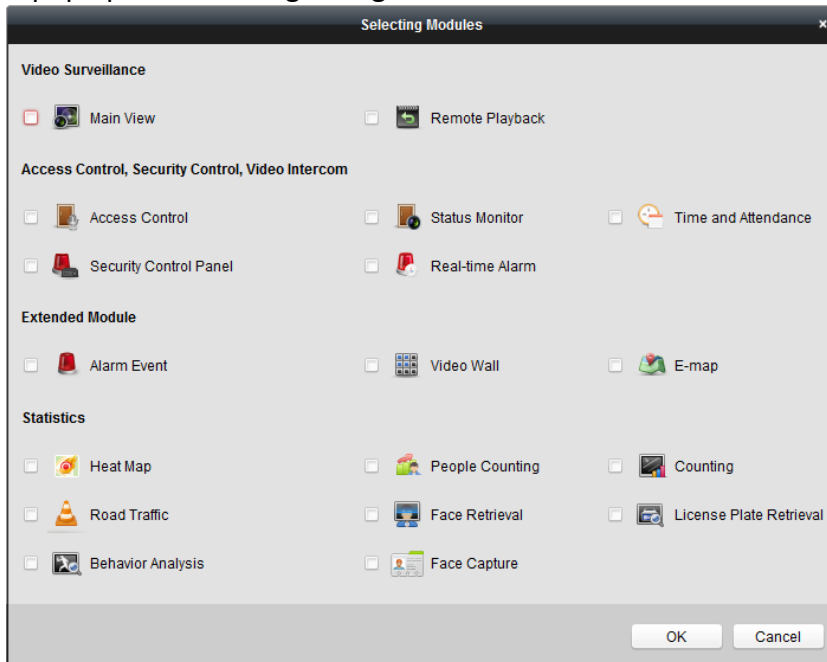 Selecting Modules ×
Video Surveillance
Main View Remote Playback
Access Control, Security Control, Video Intercom
Access Control Status Monitor Time and Attendance
Security Control Panel Real-time Alarm
Extended Module
Alarm Event Video Wall E-map
Statistics
Heat Map People Counting Counting
Road Traffic Face Retrieval License Plate Retrieval
Behavior Analysis Face Capture
OK Cancel